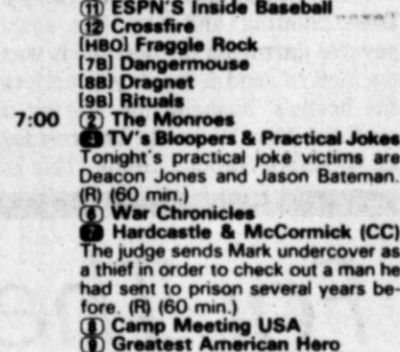 ⑪ ESPN'S Inside Baseball
⑫ Crossfire
[HBO] Fraggle Rock
[7B] Dangermouse
[8B] Dragnet
[9B] Rituals
7:00 ② The Monroes
❹ TV's Bloopers & Practical Jokes
Tonight's practical joke victims are
Deacon Jones and Jason Bateman.
(R) (60 min.)
⑥ War Chronicles
❼ Hardcastle & McCormick (CC)
The judge sends Mark undercover as
a thief in order to check out a man he
had sent to prison several years be-
fore. (R) (60 min.)
⑧ Camp Meeting USA
⑨ Greatest American Hero